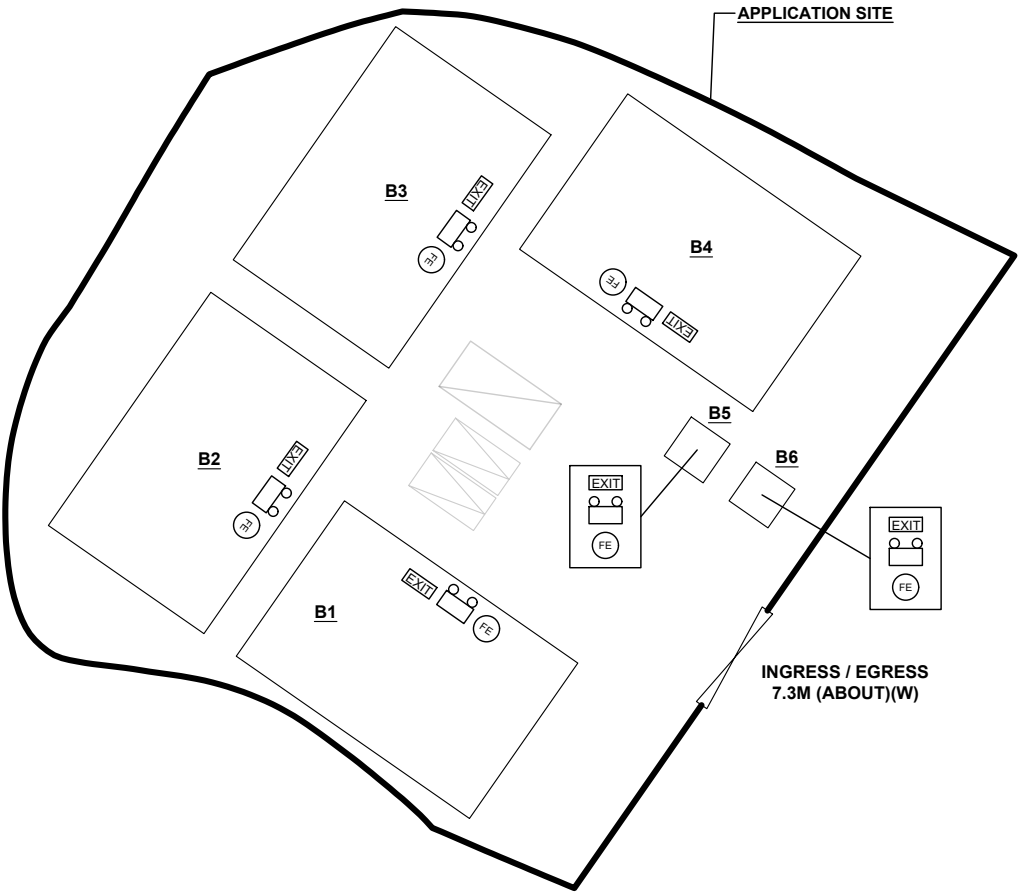 APPLICATION SITE
B3
EXIT
FE
B4
FE
EXIT
B5
B6
B2
EXIT
FE
EXIT
FE
EXIT
FE
B1
EXIT
FE
INGRESS / EGRESS
7.3M (ABOUT)(W)